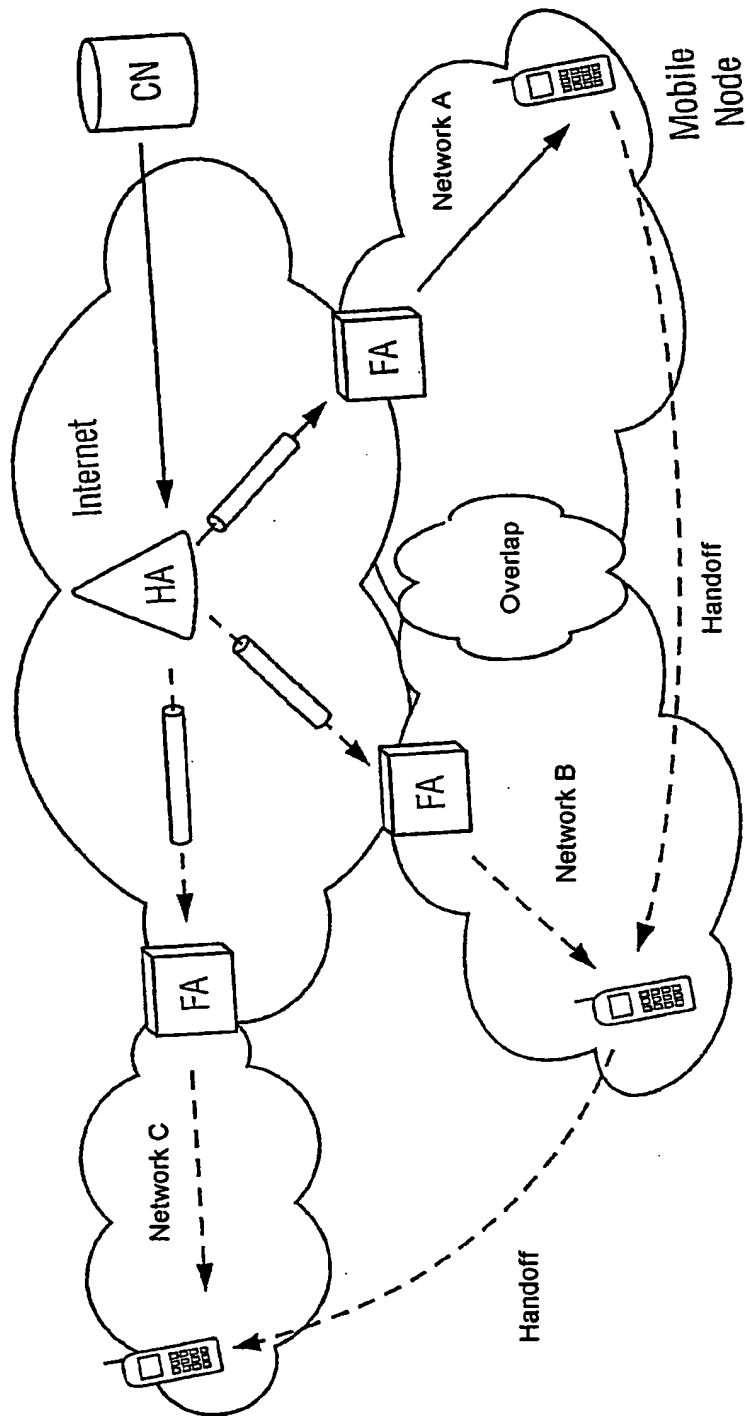 CN
Internet
HA
FA
FA
FA
Network A
Network B
Network C
Overlap
Handoff
Handoff
Mobile
Node